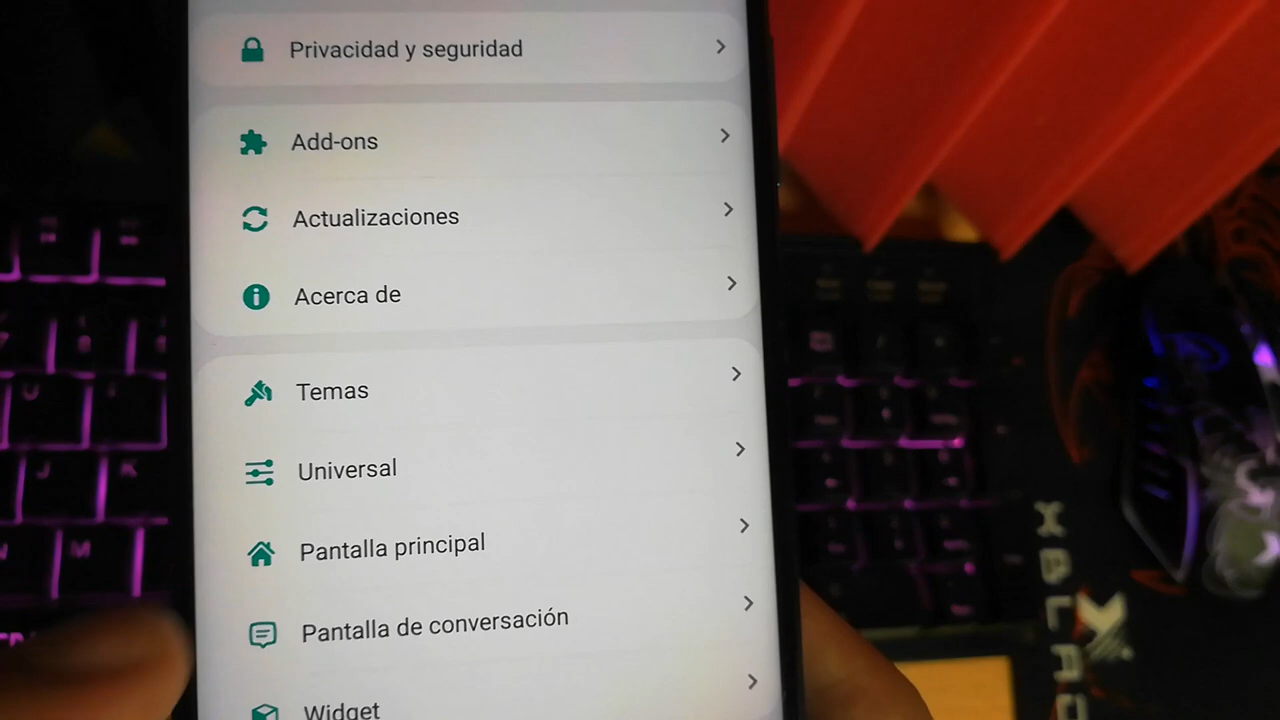 Privacidad y seguridad
Add-ons
Actualizaciones
Acerca de
Temas
Universal
Pantalla principal
Pantalla de conversación
Widget
U
J
K
M